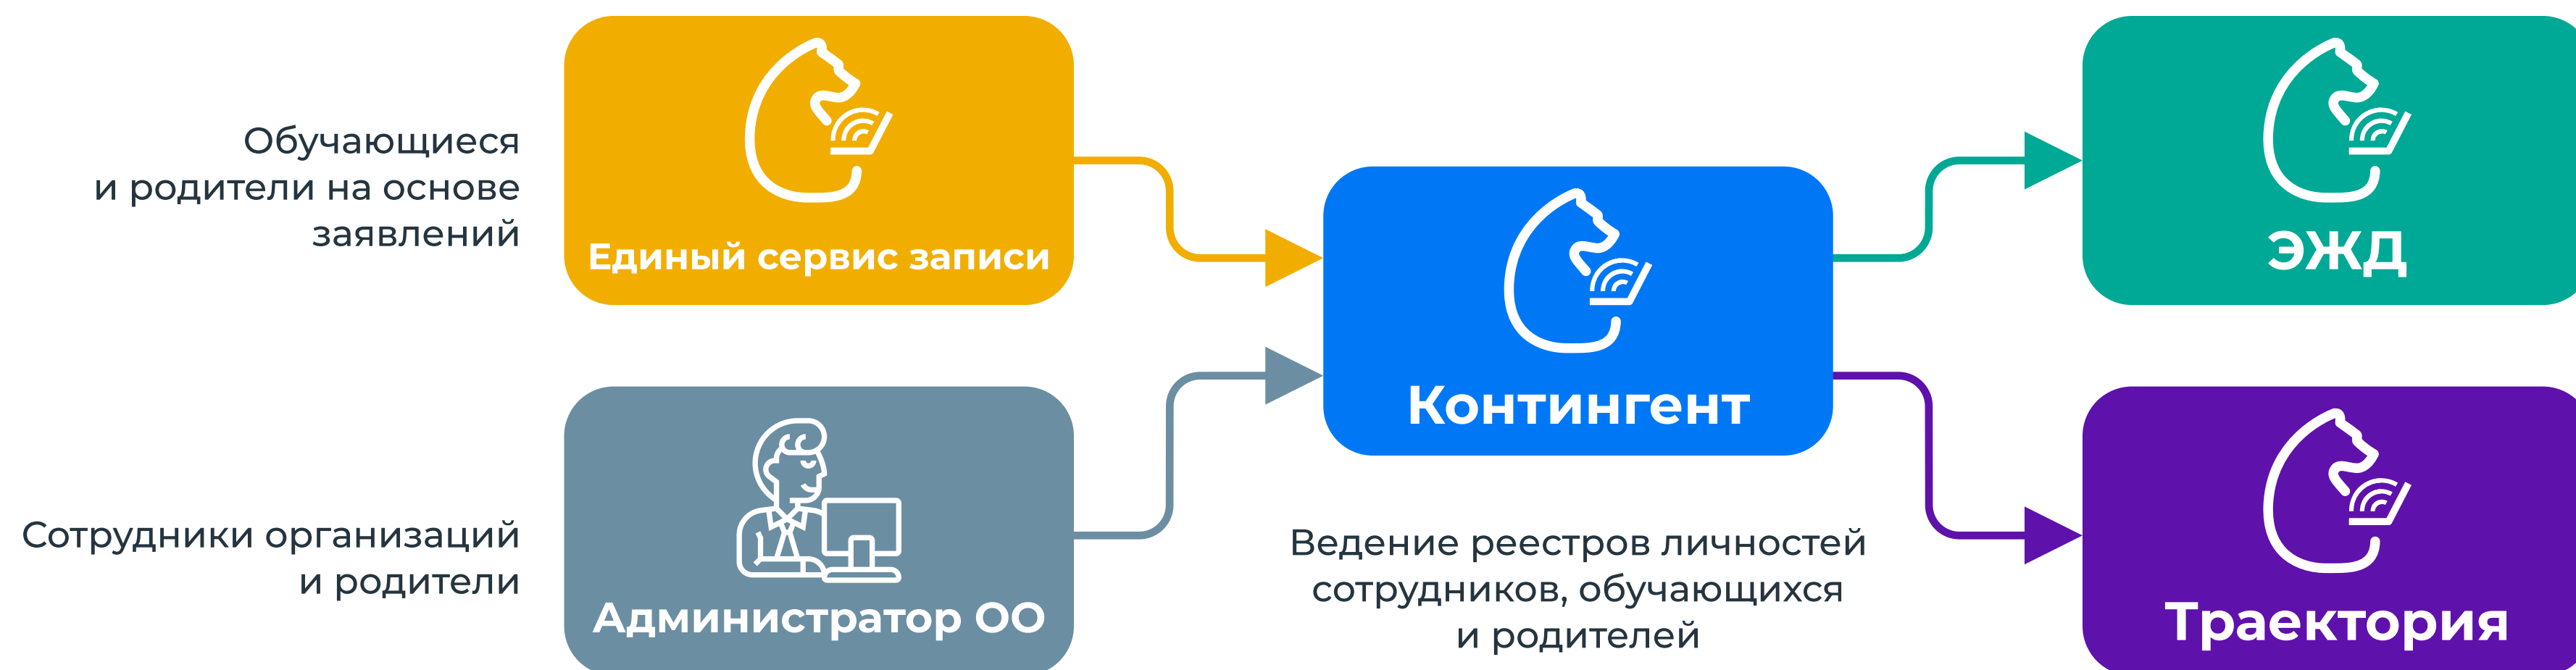 Обучающиеся
и родители на основе
заявлений
Единый сервис записи
Сотрудники организаций
и родители
Администратор ОО
Контингент
Ведение реестров личностей
сотрудников, обучающихся
и родителей
ЭЖД
Траектория